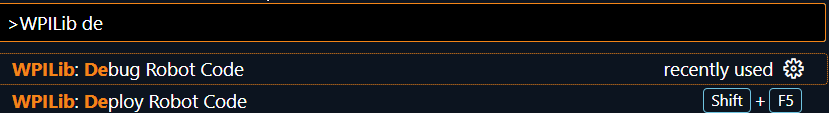 >WPILib de
WPILib: Debug Robot Code recently used
WPILib: Deploy Robot Code Shift + F5